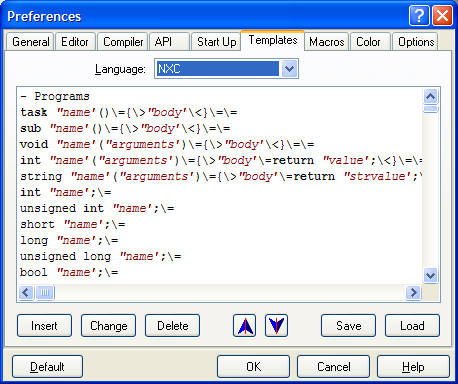 Preferences
General Editor Compiler API Start Up Templates Macros Color Options
Language: NXC
- Programs
task "name'()\={\>"body'\<}\=\=
sub "name'()\={\>"body'\<}\=\=
void "name'("arguments')\={\>"body'\<}\=\=
int "name'("arguments')\={\>"body'\=return "value';\<}\=\=
string "name'("arguments')\={\>"body'\=return "strvalue';\
int "name';\=
unsigned int "name';\=
short "name';\=
long "name';\=
unsigned long "name';\=
bool "name';\=
Insert Change Delete Save Load
Default OK Cancel Help